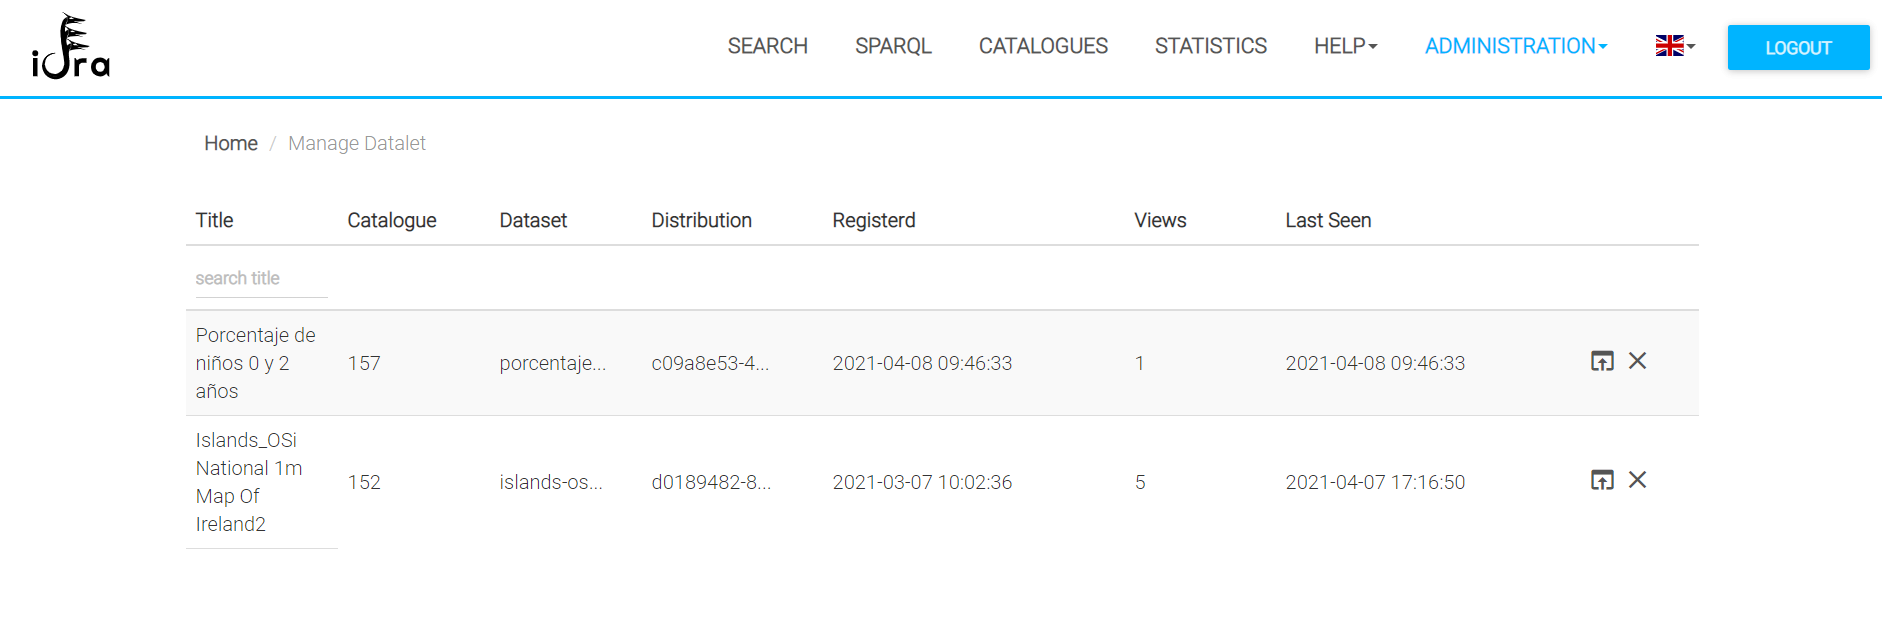 idra
SEARCH SPARQL CATALOGUES STATISTICS HELP ADMINISTRATION LOGOUT
Home / Manage Datalet
Title Catalogue Dataset Distribution Registerd Views Last Seen
search title
Porcentaje de
niños 0 y 2 157 porcentaje... c09a8e53-4... 2021-04-08 09:46:33 1 2021-04-08 09:46:33
años
Islands_OSi
National 1m
152 islands-os... d0189482-8... 2021-03-07 10:02:36 5 2021-04-07 17:16:50
Map Of
Ireland2